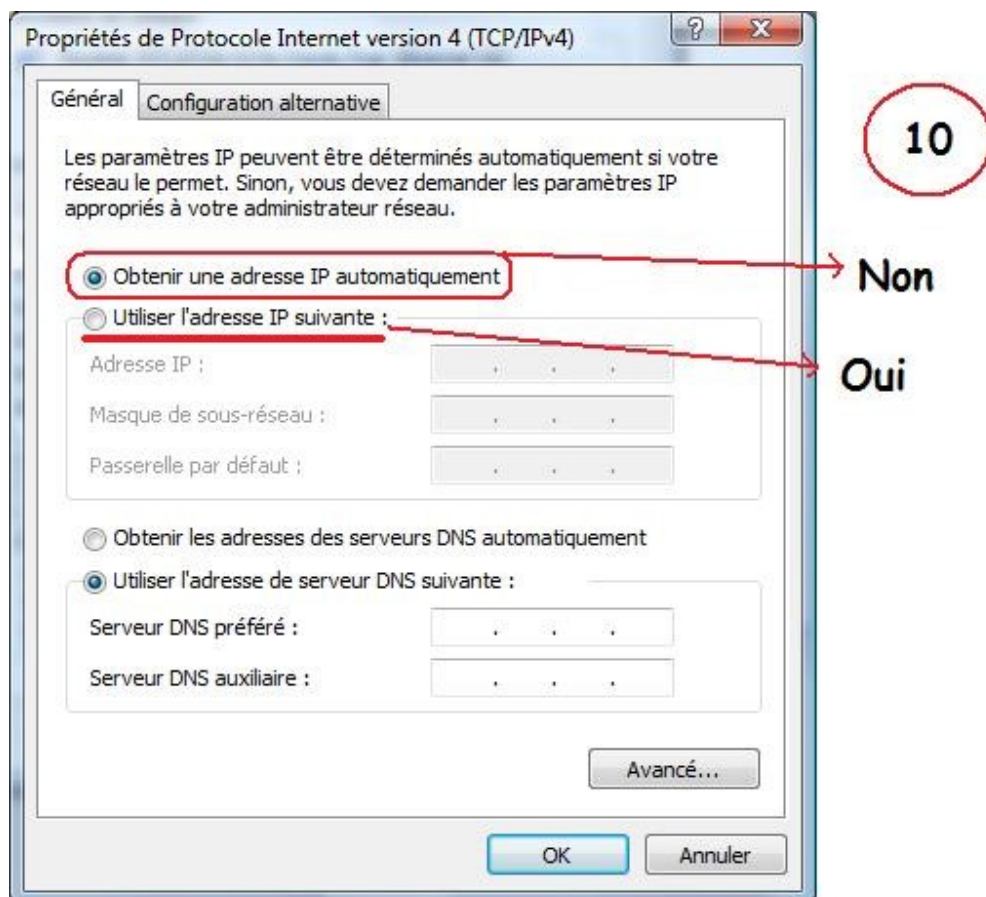 Propriétés de Protocole Internet version 4 (TCP/IPv4)
?
X
Général
Configuration alternative
10
Les paramètres IP peuvent être déterminés automatiquement si votre
réseau le permet. Sinon, vous devez demander les paramètres IP
appropriés à votre administrateur réseau.
Obtenir une adresse IP automatiquement
Non
Utiliser l'adresse IP suivante :
Adresse IP :
. . .
Oui
Masque de sous-réseau :
. . .
Passerelle par défaut :
. . .
Obtenir les adresses des serveurs DNS automatiquement
Utiliser l'adresse de serveur DNS suivante :
Serveur DNS préféré :
. . .
Serveur DNS auxiliaire :
. . .
Avancé...
OK
Annuler